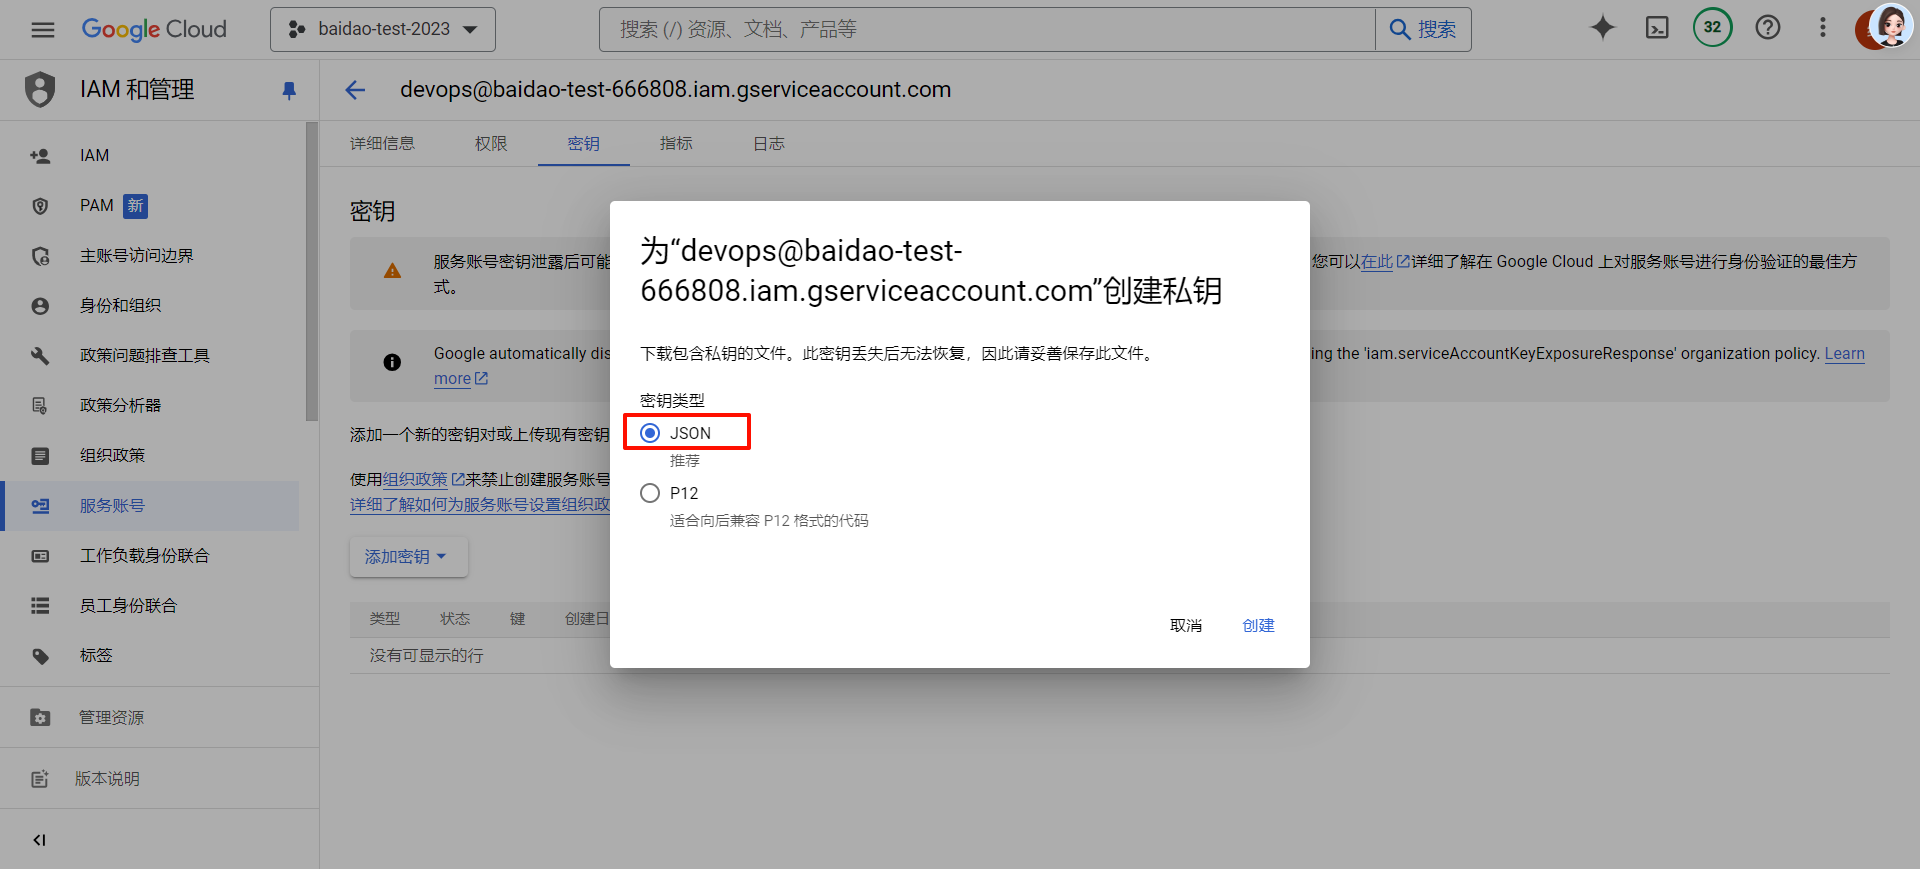 Google Cloud
baidao-test-2023
搜索 (/) 资源、文档、产品等
搜索
32
IAM 和管理
devops@baidao-test-666808.iam.gserviceaccount.com
详细信息
权限
密钥
指标
日志
IAM
PAM 新
主账号访问边界
身份和组织
政策问题排查工具
政策分析器
组织政策
服务账号
工作负载身份联合
员工身份联合
标签
管理资源
版本说明
密钥
服务账号密钥泄露后可能
您可以在此详细了解在 Google Cloud 上对服务账号进行身份验证的最佳方
式。
Google automatically dis
ing the 'iam.serviceAccountKeyExposureResponse' organization policy. Learn
more
添加一个新的密钥对或上传现有密钥
使用组织政策来禁止创建服务账号
详细了解如何为服务账号设置组织政
添加密钥
类型
状态
键
创建日
没有可显示的行
为“devops@baidao-test-
666808.iam.gserviceaccount.com”创建私钥
下载包含私钥的文件。此密钥丢失后无法恢复，因此请妥善保存此文件。
密钥类型
JSON
推荐
P12
适合向后兼容 P12 格式的代码
取消
创建